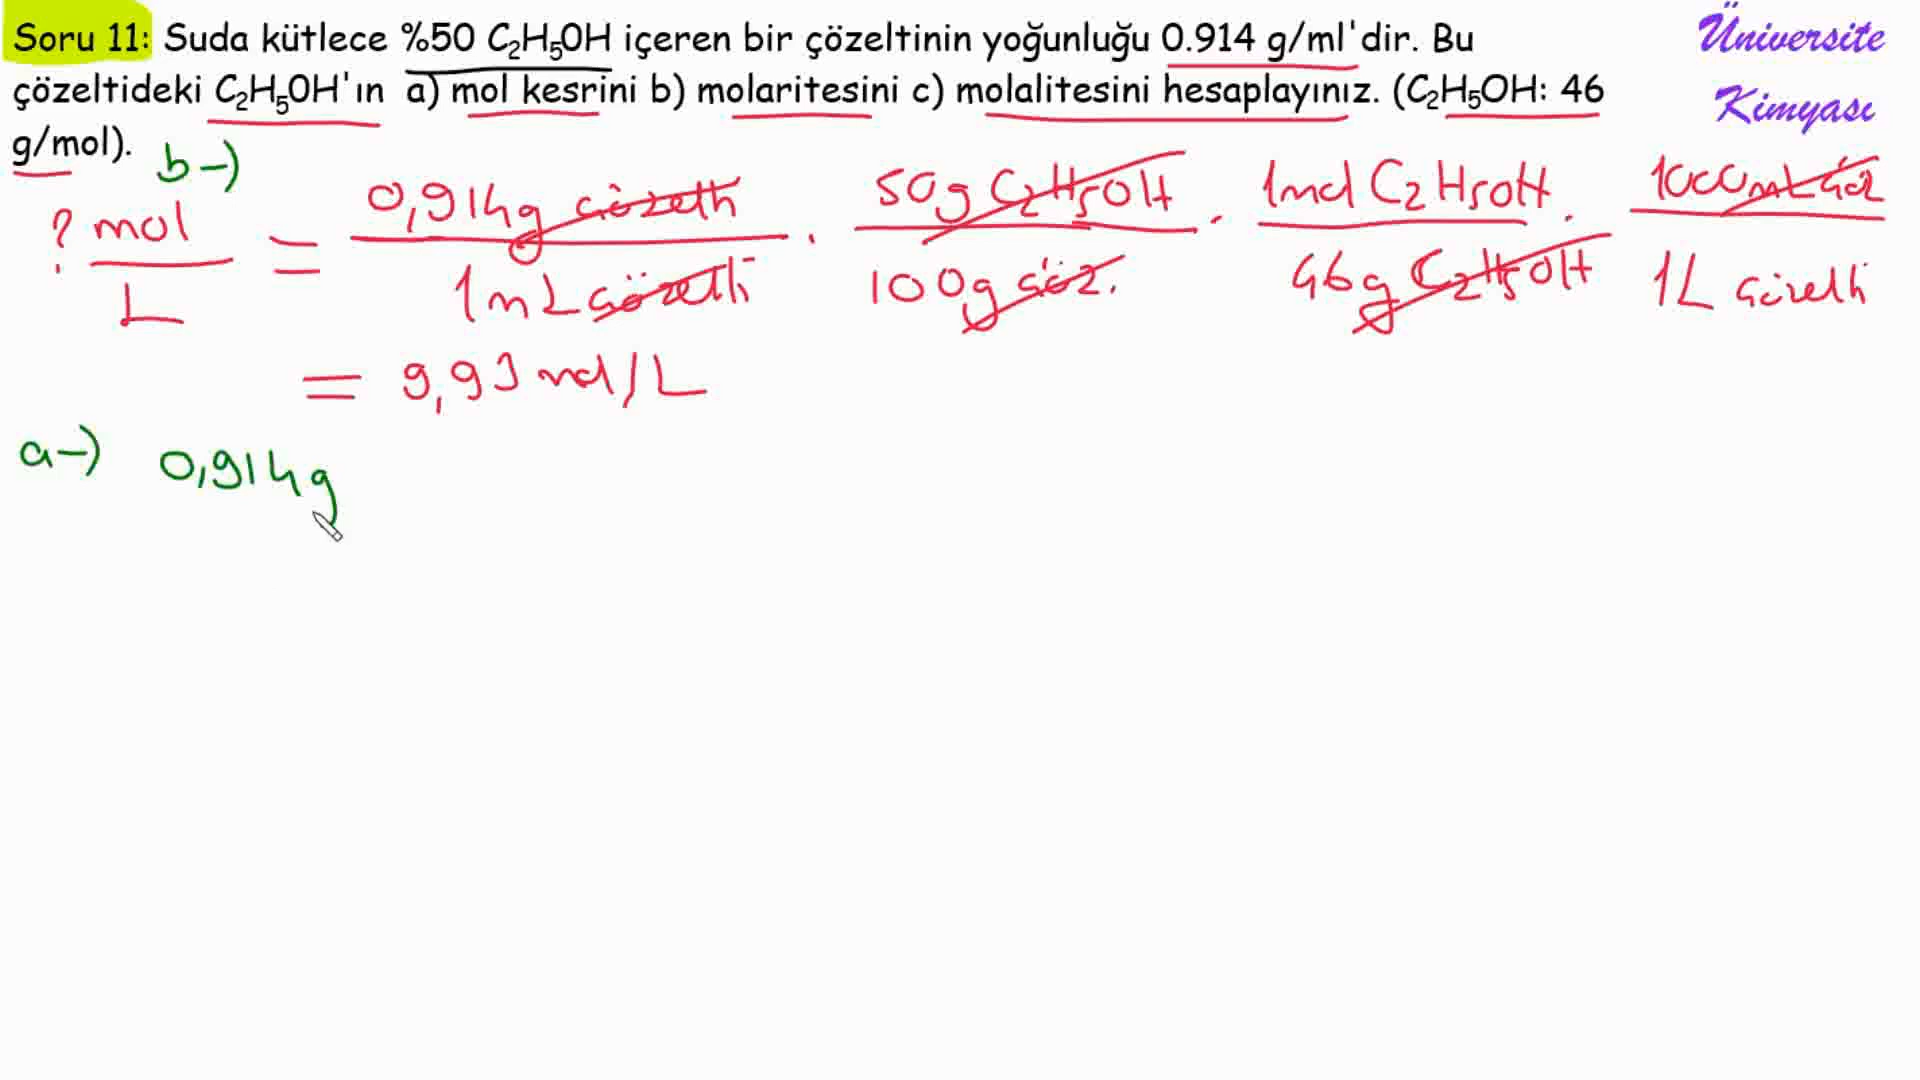 Soru 11: Suda kütlece %50 C₂H₅OH içeren bir çözeltinin yoğunluğu 0.914 g/ml'dir. Bu
çözeltideki C₂H₅OH'ın a) mol kesrini b) molaritesini c) molalitesini hesaplayınız. (C₂H₅OH: 46
g/mol).
Üniversite
Kimyası
b-)
? mol / L = 0,914g çözelti / 1mL çözelti . 50g C₂H₅OH / 100g çöz. . 1mol C₂H₅OH / 46g C₂H₅OH . 1000mL çöz / 1L çözelti
= 9,93 mol/L
a-) 0,914g